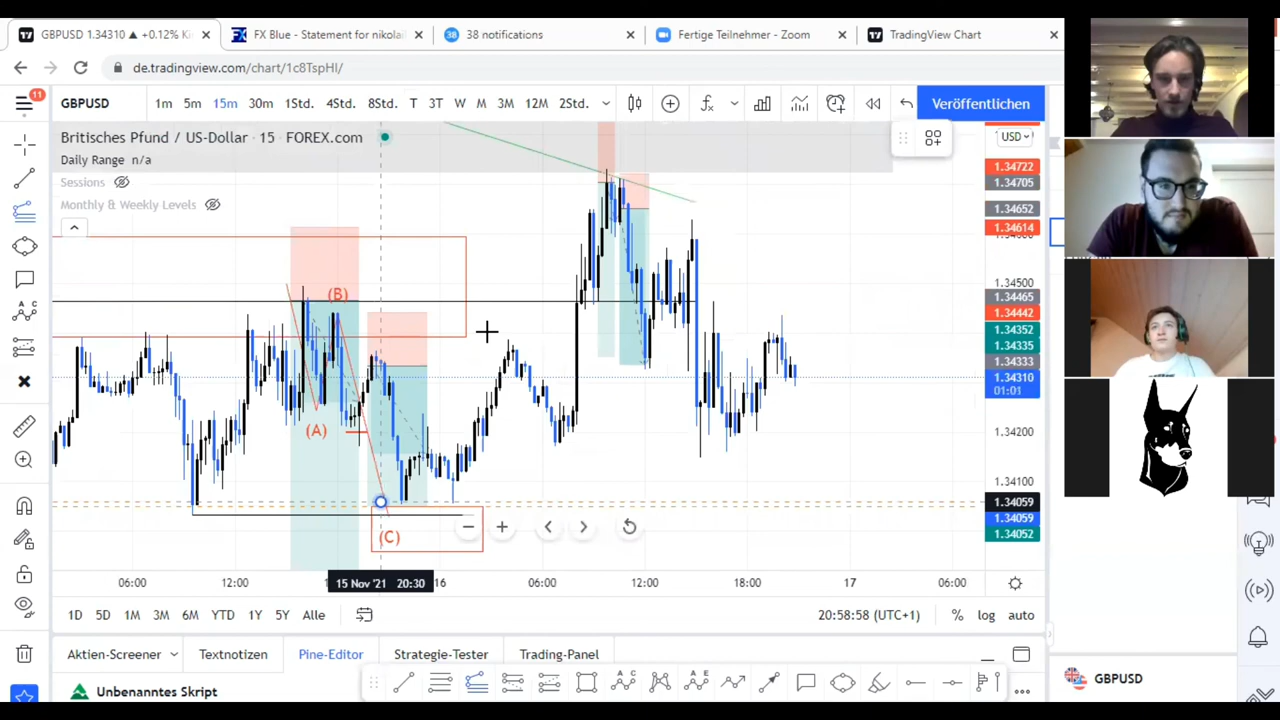 GBPUSD 1.34310 ▲ +0.12%
FX Blue - Statement for nikolai
38
38 notifications
Fertige Teilnehmer - Zoom
TradingView Chart
de.tradingview.com/chart/1c8TspHI/
11
GBPUSD
1m 5m 15m 30m 1Std. 4Std. 8Std. T 3T W M 3M 12M 2Std.
Veröffentlichen
Britisches Pfund / US-Dollar · 15 FOREX.com
USD
Daily Range n/a
Sessions
Monthly & Weekly Levels
1.34722
1.34705
1.34652
1.34614
1.34500
1.34465
1.34442
1.34352
1.34335
1.34333
1.34310
01:01
1.34200
1.34100
1.34059
1.34059
1.34052
(B)
(A)
(C)
06:00 12:00 15 Nov '21 20:30 16 06:00 12:00 18:00 17 06:00
1D 5D 1M 3M 6M YTD 1Y 5Y Alle
20:58:58 (UTC+1) % log auto
Aktien-Screener Textnotizen Pine-Editor Strategie-Tester Trading-Panel
Unbenanntes Skript
GBPUSD